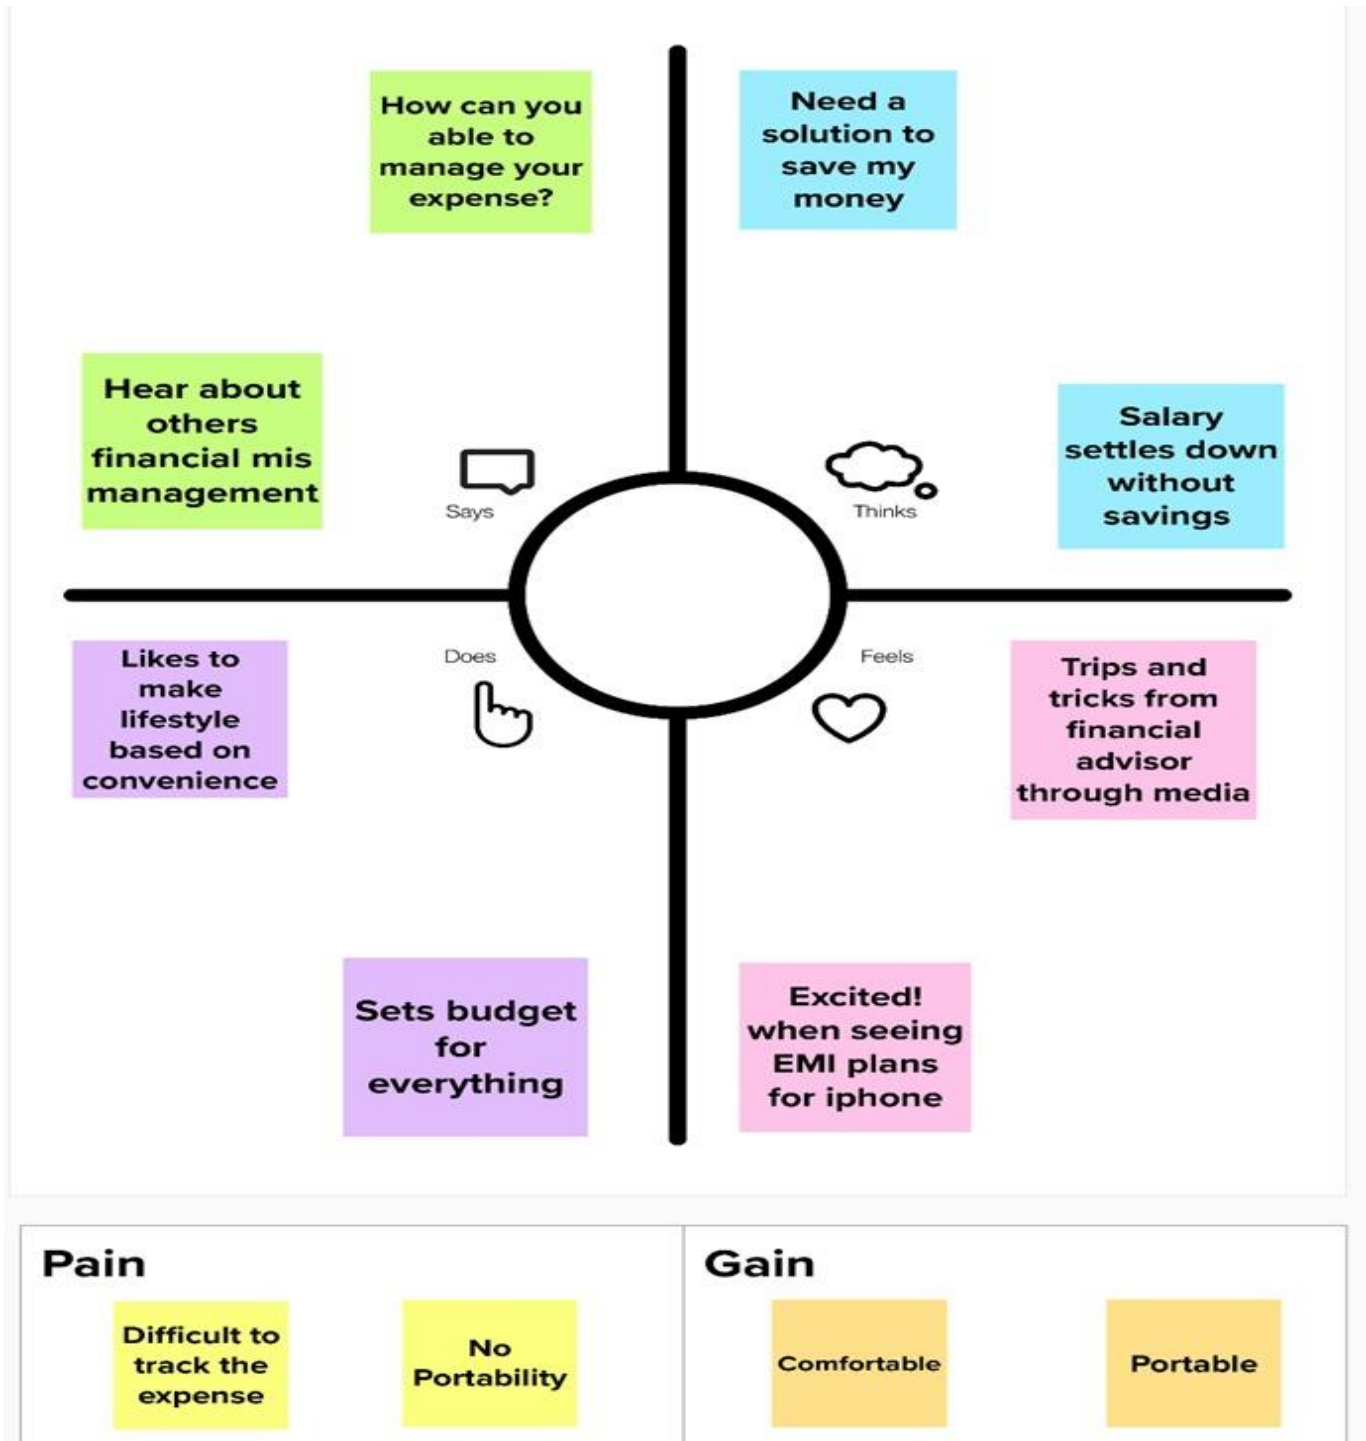 How can you
able to
manage your
expense?
Need a
solution to
save my
money
Hear about
others
financial mis
management
Says
Thinks
Salary
settles down
without
savings
Likes to
make
lifestyle
based on
convenience
Does
Feels
Trips and
tricks from
financial
advisor
through media
Sets budget
for
everything
Excited!
when seeing
EMI plans
for iphone
Pain
Difficult to
track the
expense
No
Portability
Gain
Comfortable
Portable